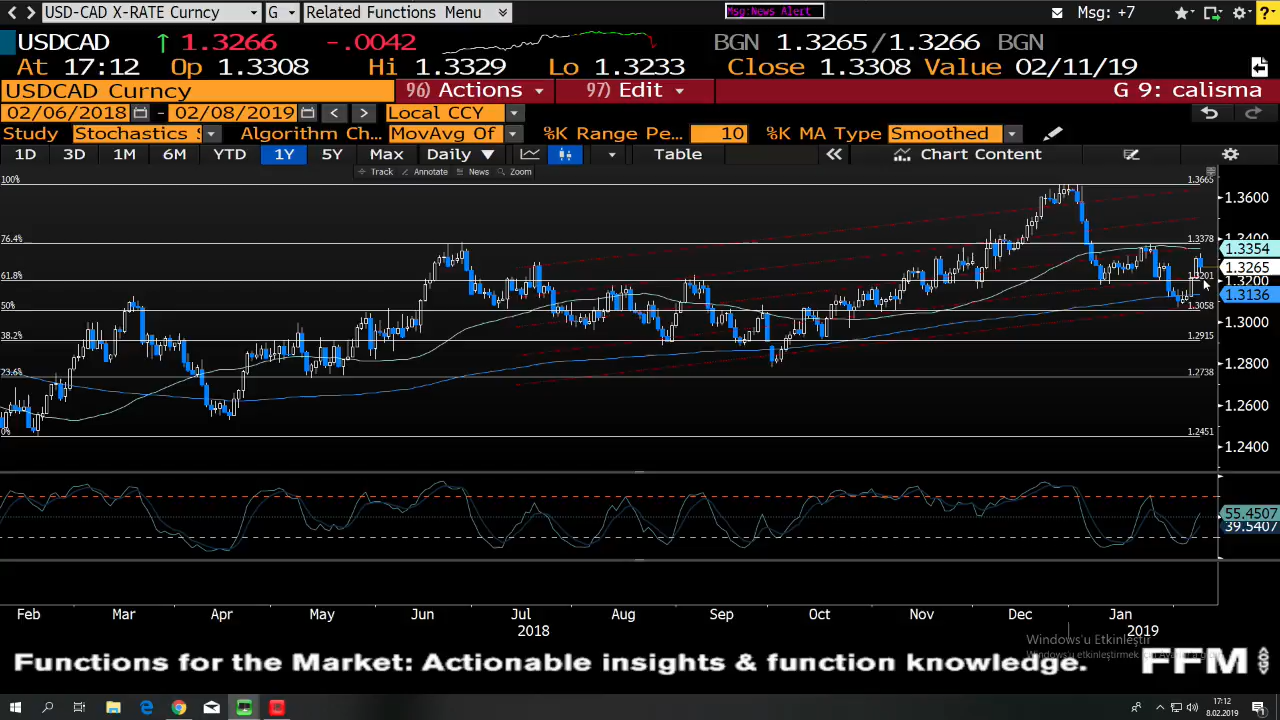 USD-CAD X-RATE Curncy G Related Functions Menu Msg:News Alert Msg: +7
USDCAD ↑ 1.3266 -.0042 BGN 1.3265/1.3266 BGN
At 17:12 Op 1.3308 Hi 1.3329 Lo 1.3233 Close 1.3308 Value 02/11/19
USDCAD Curncy 96) Actions 97) Edit G 9: calisma
02/06/2018 - 02/08/2019 < > Local CCY
Study Stochastics S Algorithm Ch... MovAvg Of %K Range Pe... 10 %K MA Type Smoothed
1D 3D 1M 6M YTD 1Y 5Y Max Daily ▼ Table « Chart Content
Track Annotate News Zoom
100% 1.3665
1.3600
76.4% 1.3378 1.3400
1.3354
1.3265
61.8% 1.3201 1.3200
1.3136
50% 1.3058
1.3000
38.2% 1.2915
1.2800
23.6% 1.2738
1.2600
0% 1.2451
1.2400
55.4507
39.5407
Feb Mar Apr May Jun Jul Aug Sep Oct Nov Dec Jan
2018 2019
Windows'u Etkinleştir
Windows'u etkinleştirmek
Functions for the Market: Actionable insights & function knowledge. FFM <GO>
17:12
8.02.2019